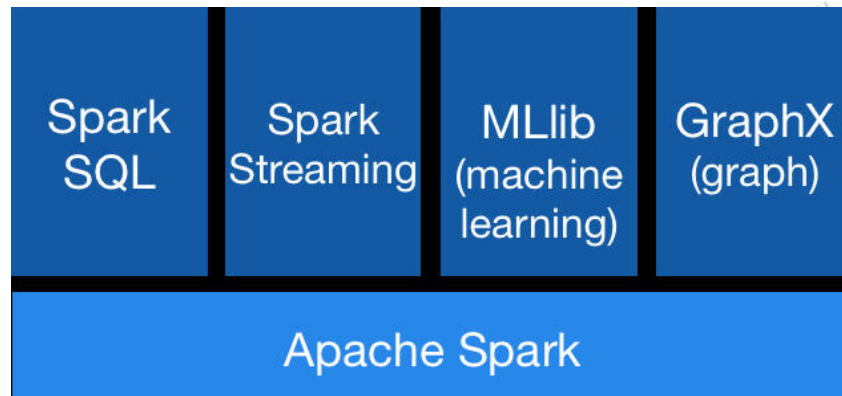 Spark
SQL
Spark
Streaming
MLlib
(machine
learning)
GraphX
(graph)
Apache Spark